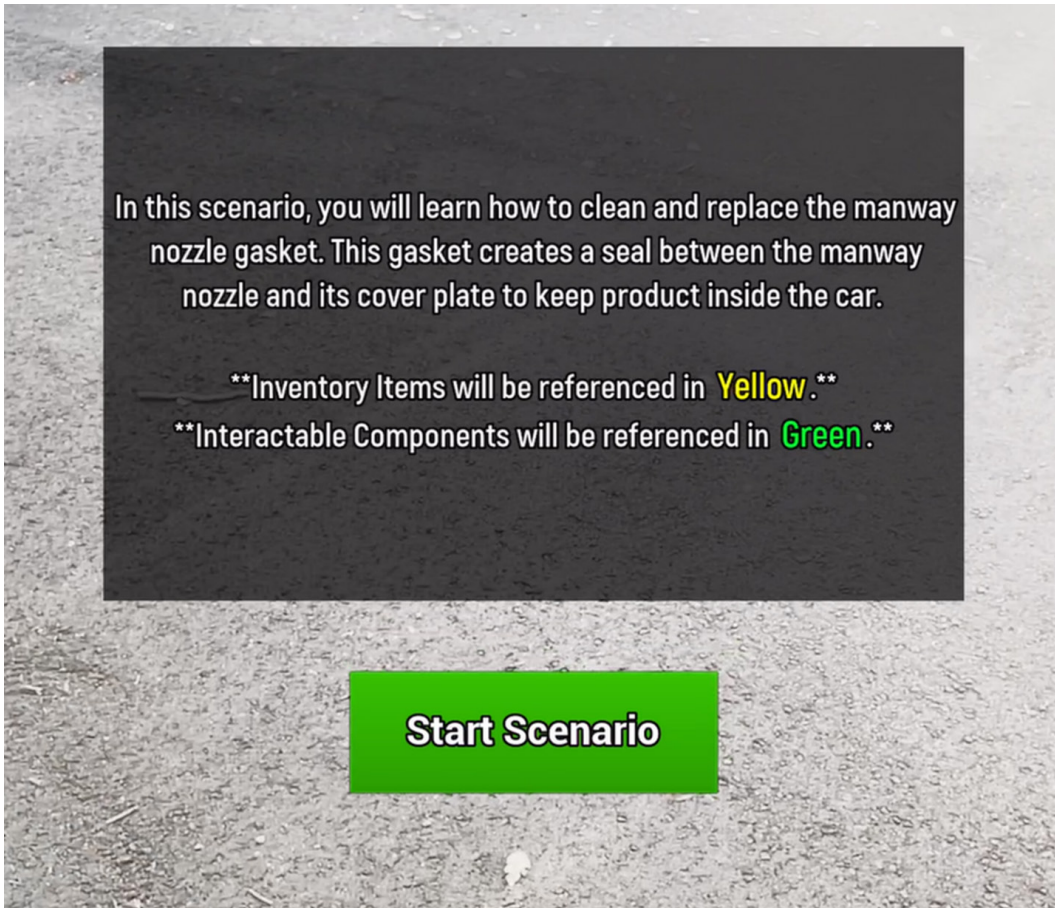 In this scenario, you will learn how to clean and replace the manway
nozzle gasket. This gasket creates a seal between the manway
nozzle and its cover plate to keep product inside the car.
**Inventory Items will be referenced in Yellow.**
**Interactable Components will be referenced in Green.**
Start Scenario